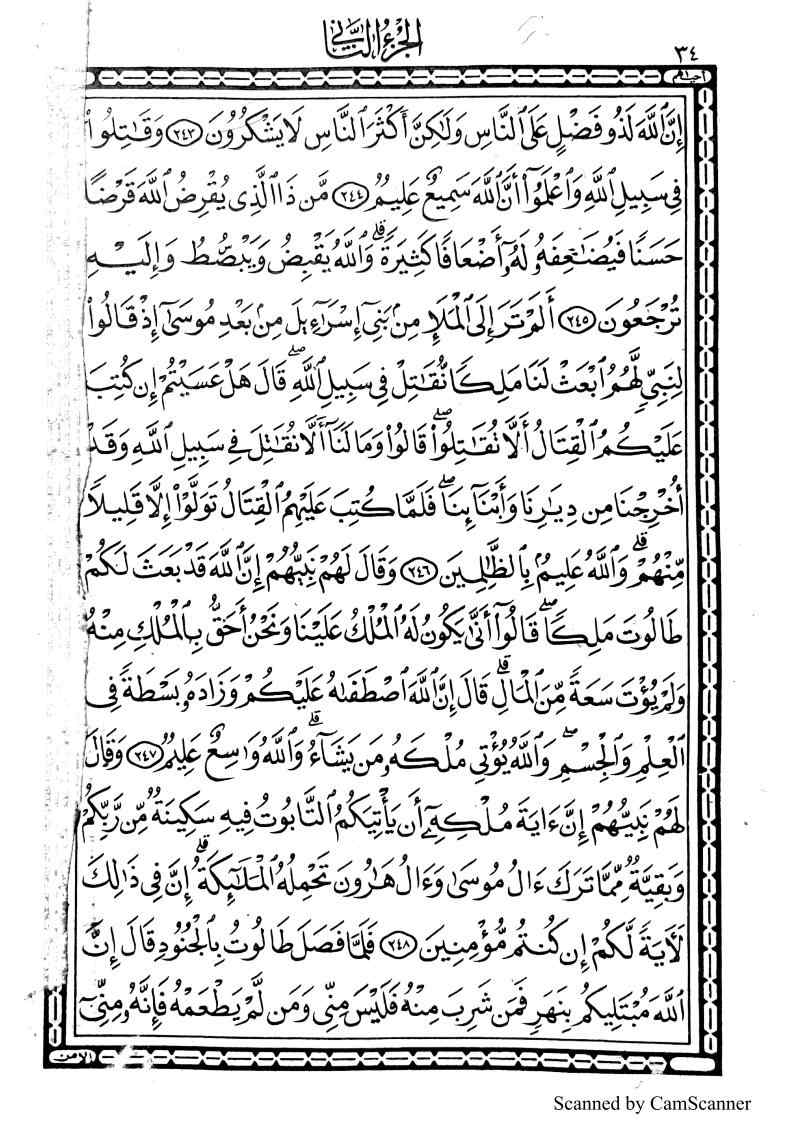 الجزء الثاني
٣٤
إِنَّ ٱللَّهَ لَذُو فَضْلٍ عَلَى ٱلنَّاسِ وَلَٰكِنَّ أَكْثَرَ ٱلنَّاسِ لَا يَشْكُرُونَ ٢٤٣ وَقَٰتِلُوا۟
فِى سَبِيلِ ٱللَّهِ وَٱعْلَمُوٓا۟ أَنَّ ٱللَّهَ سَمِيعٌ عَلِيمٌ ٢٤٤ مَّن ذَا ٱلَّذِى يُقْرِضُ ٱللَّهَ قَرْضًا
حَسَنًا فَيُضَٰعِفَهُۥ لَهُۥٓ أَضْعَافًا كَثِيرَةً ۚ وَٱللَّهُ يَقْبِضُ وَيَبْصُۜطُ وَإِلَيْهِ
تُرْجَعُونَ ٢٤٥ أَلَمْ تَرَ إِلَى ٱلْمَلَإِ مِنۢ بَنِىٓ إِسْرَٰٓءِيلَ مِنۢ بَعْدِ مُوسَىٰٓ إِذْ قَالُوا۟
لِنَبِىٍّ لَّهُمُ ٱبْعَثْ لَنَا مَلِكًا نُّقَٰتِلْ فِى سَبِيلِ ٱللَّهِ ۖ قَالَ هَلْ عَسَيْتُمْ إِن كُتِبَ
عَلَيْكُمُ ٱلْقِتَالُ أَلَّا تُقَٰتِلُوا۟ ۖ قَالُوا۟ وَمَا لَنَآ أَلَّا نُقَٰتِلَ فِى سَبِيلِ ٱللَّهِ وَقَدْ
أُخْرِجْنَا مِن دِيَٰرِنَا وَأَبْنَآئِنَا ۖ فَلَمَّا كُتِبَ عَلَيْهِمُ ٱلْقِتَالُ تَوَلَّوْا۟ إِلَّا قَلِيلًا
مِّنْهُمْ ۗ وَٱللَّهُ عَلِيمٌۢ بِٱلظَّٰلِمِينَ ٢٤٦ وَقَالَ لَهُمْ نَبِيُّهُمْ إِنَّ ٱللَّهَ قَدْ بَعَثَ لَكُمْ
طَالُوتَ مَلِكًا ۚ قَالُوٓا۟ أَنَّىٰ يَكُونُ لَهُ ٱلْمُلْكُ عَلَيْنَا وَنَحْنُ أَحَقُّ بِٱلْمُلْكِ مِنْهُ
وَلَمْ يُؤْتَ سَعَةً مِّنَ ٱلْمَالِ ۚ قَالَ إِنَّ ٱللَّهَ ٱصْطَفَىٰهُ عَلَيْكُمْ وَزَادَهُۥ بَسْطَةً فِى
ٱلْعِلْمِ وَٱلْجِسْمِ ۖ وَٱللَّهُ يُؤْتِى مُلْكَهُۥ مَن يَشَآءُ ۚ وَٱللَّهُ وَٰسِعٌ عَلِيمٌ ٢٤٧ وَقَالَ
لَهُمْ نَبِيُّهُمْ إِنَّ ءَايَةَ مُلْكِهِۦٓ أَن يَأْتِيَكُمُ ٱلتَّابُوتُ فِيهِ سَكِينَةٌ مِّن رَّبِّكُمْ
وَبَقِيَّةٌ مِّمَّا تَرَكَ ءَالُ مُوسَىٰ وَءَالُ هَٰرُونَ تَحْمِلُهُ ٱلْمَلَٰٓئِكَةُ ۚ إِنَّ فِى ذَٰلِكَ
لَءَايَةً لَّكُمْ إِن كُنتُم مُّؤْمِنِينَ ٢٤٨ فَلَمَّا فَصَلَ طَالُوتُ بِٱلْجُنُودِ قَالَ إِنَّ
ٱللَّهَ مُبْتَلِيكُم بِنَهَرٍ فَمَن شَرِبَ مِنْهُ فَلَيْسَ مِنِّى وَمَن لَّمْ يَطْعَمْهُ فَإِنَّهُۥ مِنِّىٓ
Scanned by CamScanner